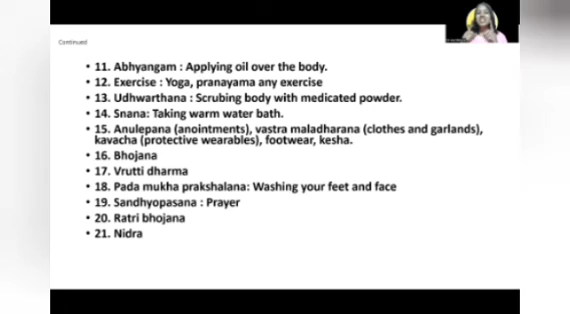 Continued
• 11. Abhyangam : Applying oil over the body.
• 12. Exercise : Yoga, pranayama any exercise
• 13. Udhwarthana : Scrubing body with medicated powder.
• 14. Snana: Taking warm water bath.
• 15. Anulepana (anointments), vastra maladharana (clothes and garlands),
kavacha (protective wearables), footwear, kesha.
• 16. Bhojana
• 17. Vrutti dharma
• 18. Pada mukha prakshalana: Washing your feet and face
• 19. Sandhyopasana : Prayer
• 20. Ratri bhojana
• 21. Nidra